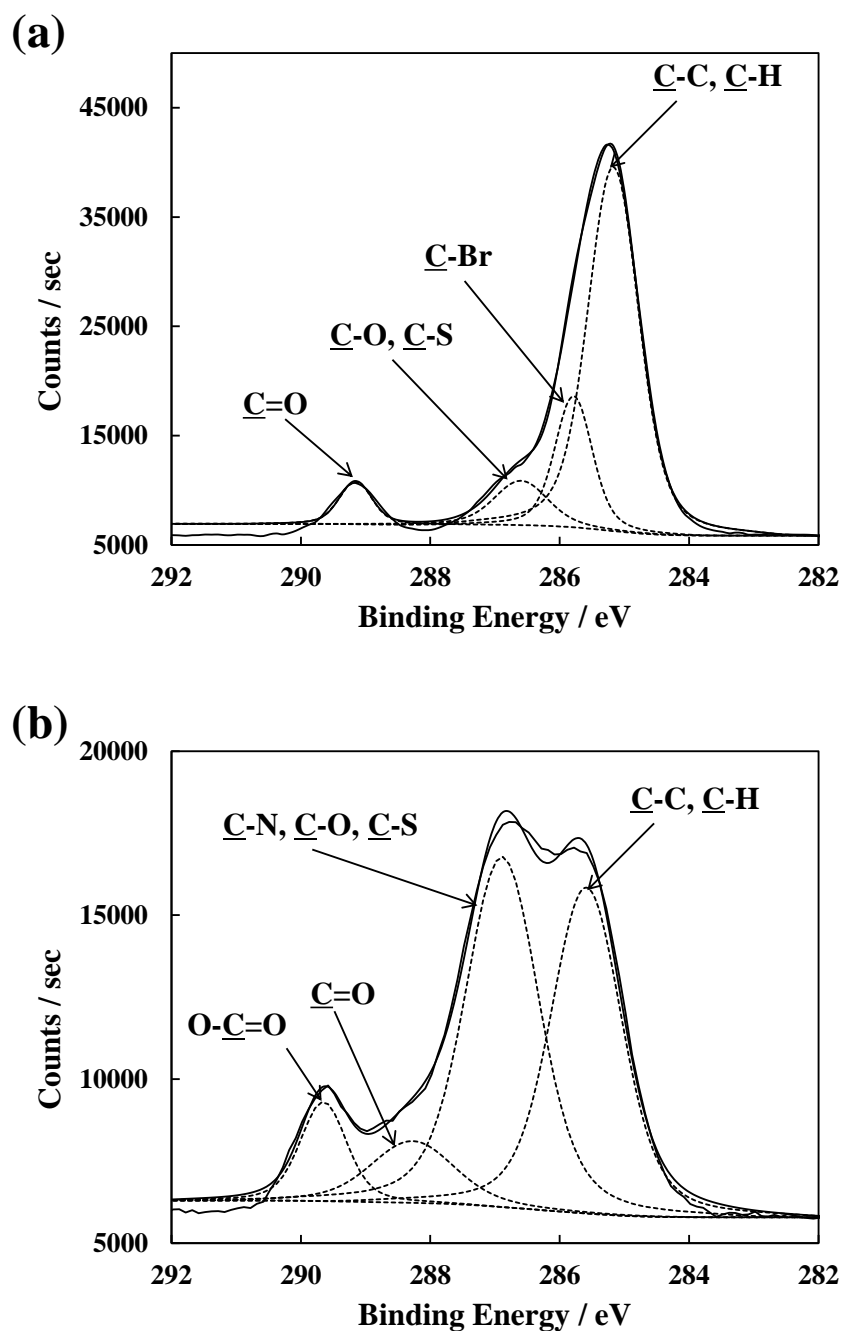 (a)
C-C, C-H
45000
35000
C-Br
25000
C-O, C-S
C=O
15000
5000
Counts / sec
292 290 288 286 284 282
Binding Energy / eV
(b)
20000
C-N, C-O, C-S
C-C, C-H
15000
C=O
O-C=O
10000
5000
Counts / sec
292 290 288 286 284 282
Binding Energy / eV